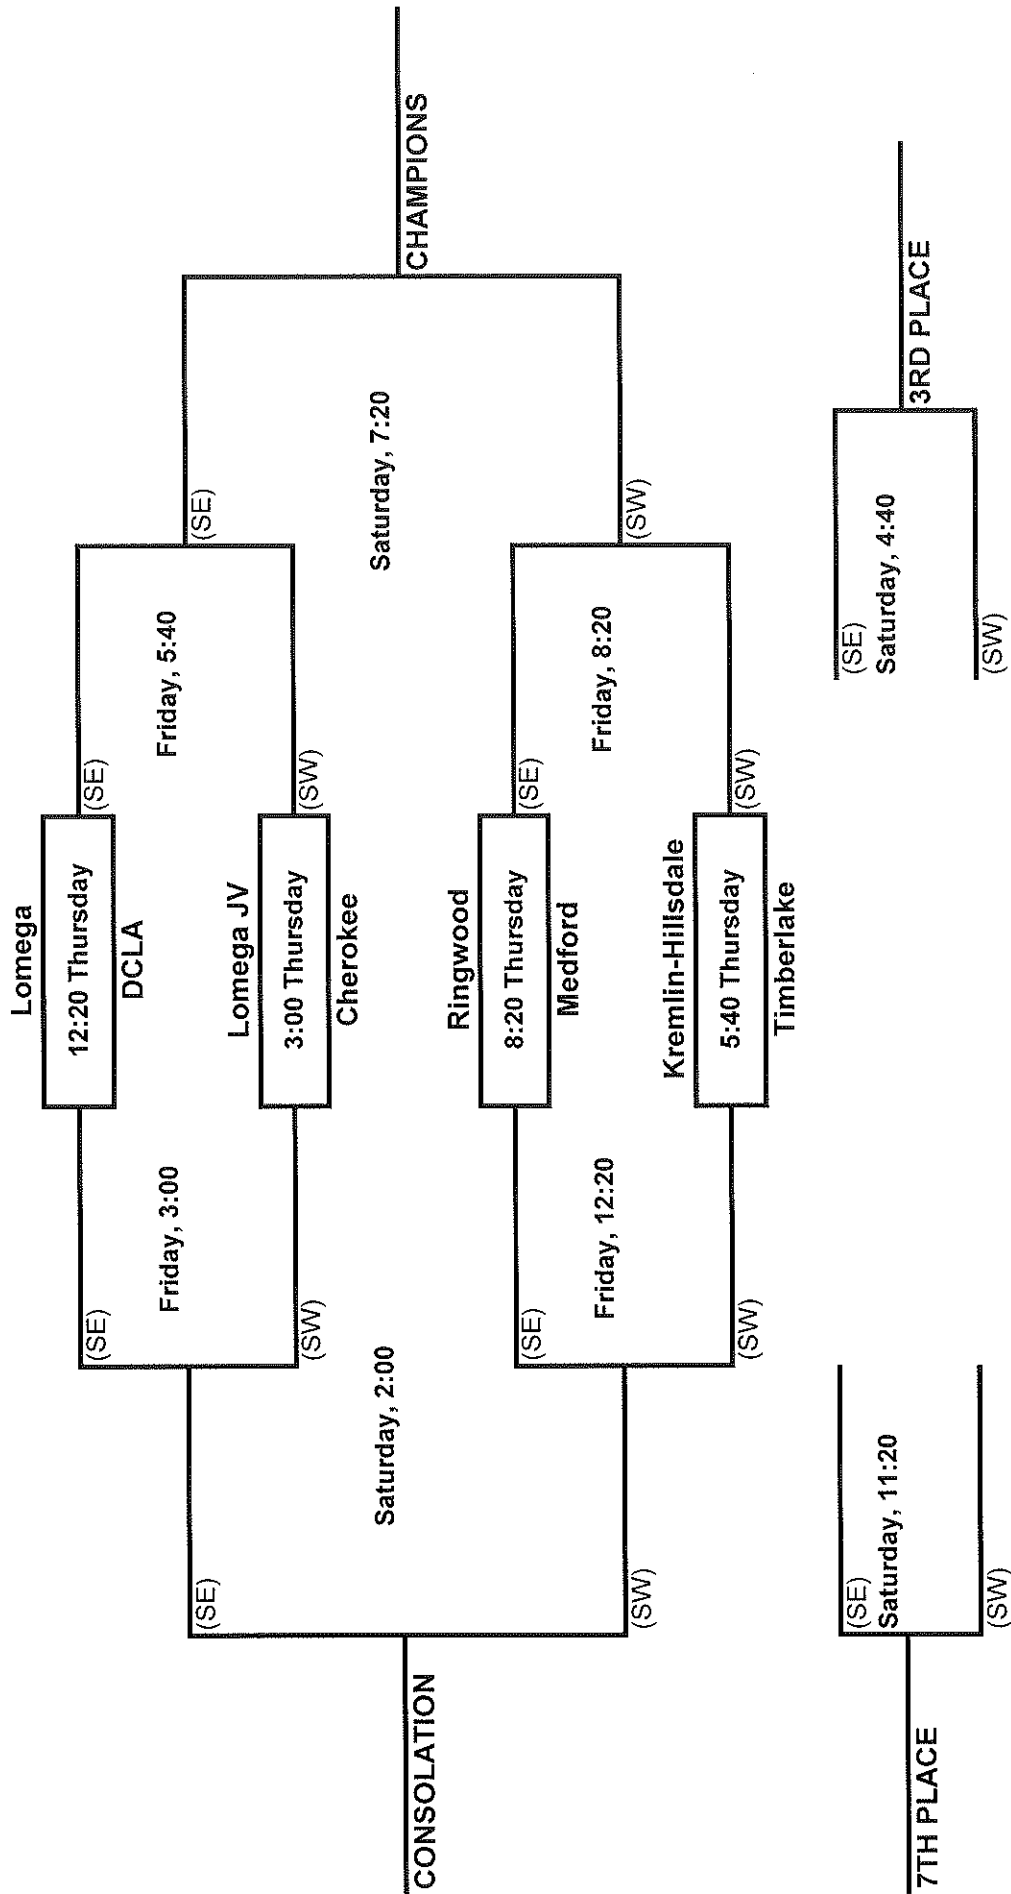 Lomega
12:20 Thursday
DCLA
(SE)
Friday, 5:40
Lomega JV
3:00 Thursday
Cherokee
(SW)
(SE)
Saturday, 7:20
CHAMPIONS
Ringwood
8:20 Thursday
Medford
(SE)
Friday, 8:20
Kremlin-Hillsdale
5:40 Thursday
Timberlake
(SW)
(SW)
Friday, 3:00
(SE)
(SW)
Saturday, 2:00
(SE)
CONSOLATION
Friday, 12:20
(SE)
(SW)
(SW)
(SE)
Saturday, 4:40
(SW)
3RD PLACE
(SE)
Saturday, 11:20
(SW)
7TH PLACE